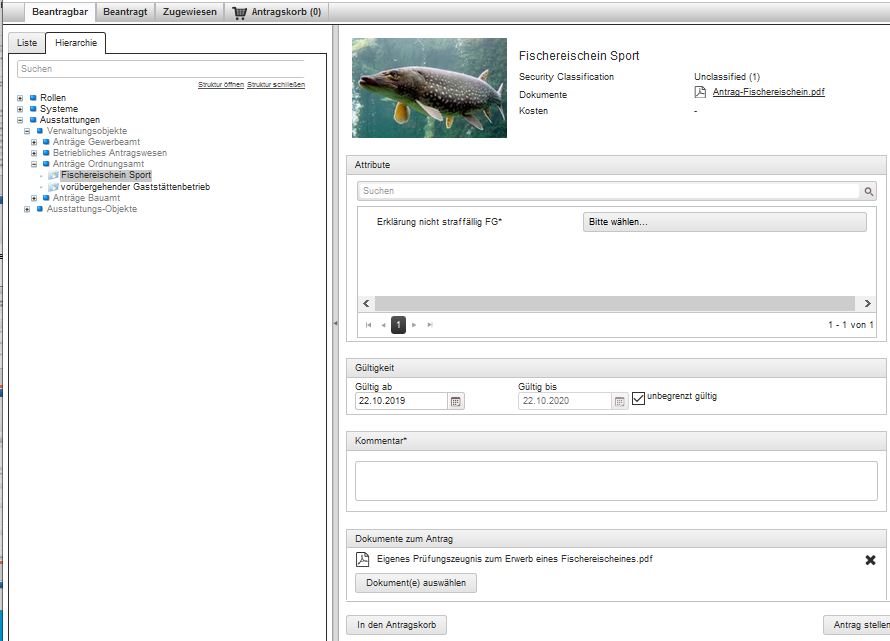 Beantragbar Beantragt Zugewiesen Antragskorb (0)
Liste Hierarchie
Suchen
Struktur öffnen Struktur schließen
Rollen
Systeme
Ausstattungen
Verwaltungsobjekte
Anträge Gewerbeamt
Betriebliches Antragswesen
Anträge Ordnungsamt
Fischereischein Sport
vorübergehender Gaststättenbetrieb
Anträge Bauamt
Ausstattungs-Objekte
Fischereischein Sport
Security Classification Unclassified (1)
Dokumente Antrag-Fischereischein.pdf
Kosten -
Attribute
Suchen
Erklärung nicht straffällig FG* Bitte wählen...
1 1 - 1 von 1
Gültigkeit
Gültig ab Gültig bis
22.10.2019 22.10.2020 unbegrenzt gültig
Kommentar*
Dokumente zum Antrag
Eigenes Prüfungszeugnis zum Erwerb eines Fischereischeines.pdf
Dokument(e) auswählen
In den Antragskorb Antrag stellen